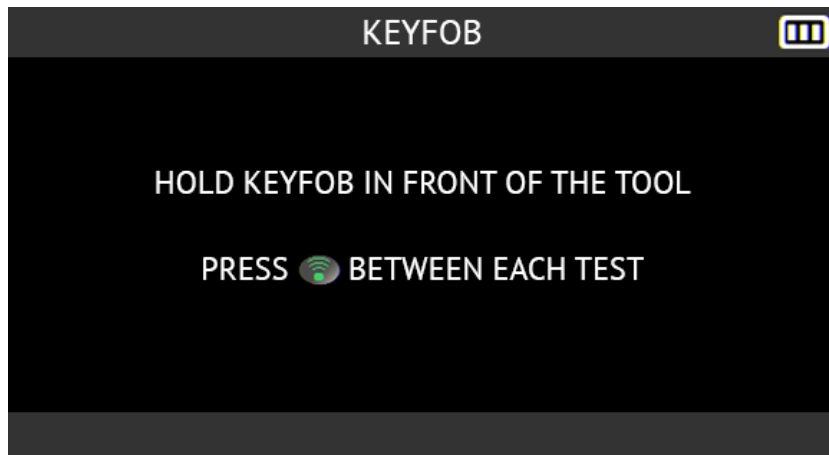 KEYFOB
HOLD KEYFOB IN FRONT OF THE TOOL
PRESS BETWEEN EACH TEST